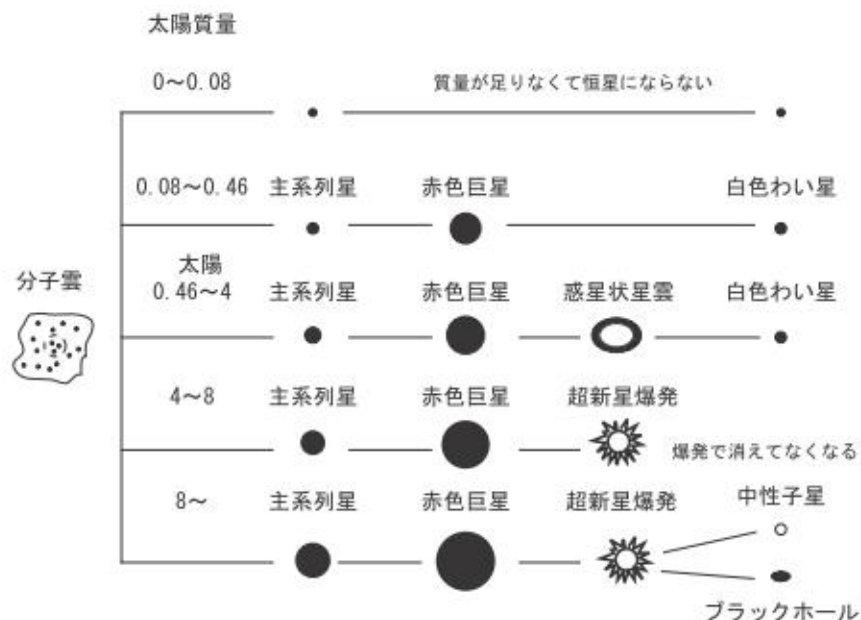 太陽質量
0〜0.08
質量が足りなくて恒星にならない
0.08〜0.46 主系列星 赤色巨星 白色わい星
分子雲
太陽
0.46〜4 主系列星 赤色巨星 惑星状星雲 白色わい星
4〜8 主系列星 赤色巨星 超新星爆発
爆発で消えてなくなる
8〜 主系列星 赤色巨星 超新星爆発 中性子星
ブラックホール